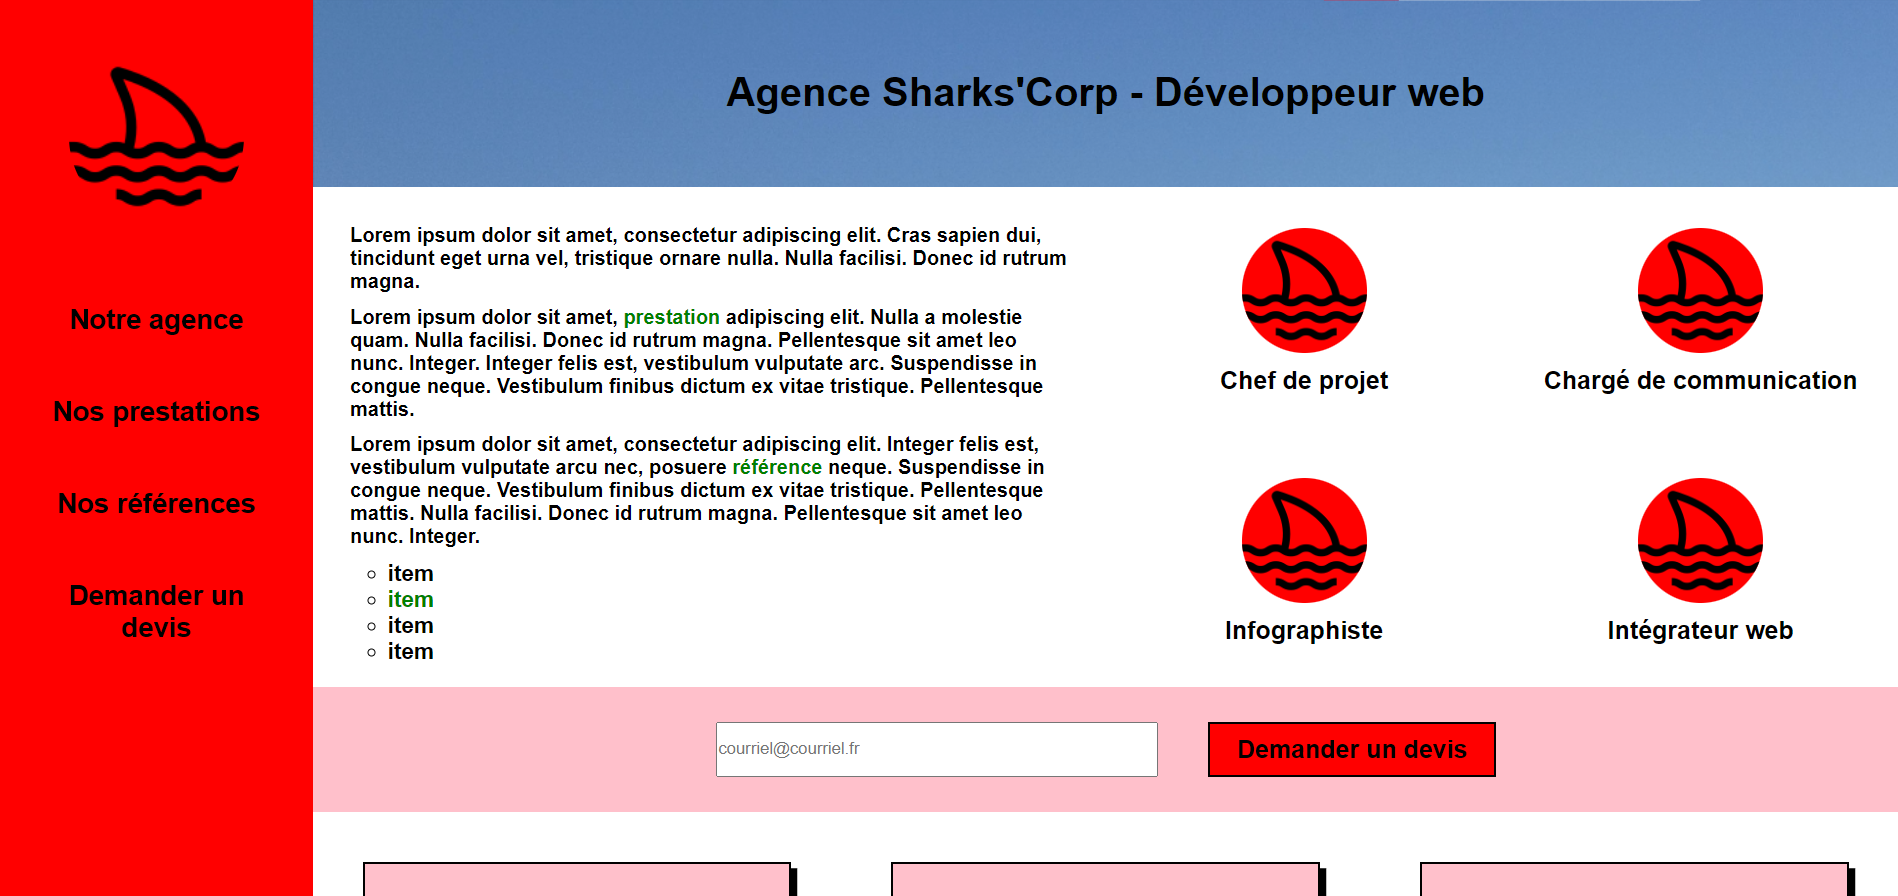 Agence Sharks'Corp - Développeur web
Notre agence
Nos prestations
Nos références
Demander un
devis
Lorem ipsum dolor sit amet, consectetur adipiscing elit. Cras sapien dui,
tincidunt eget urna vel, tristique ornare nulla. Nulla facilisi. Donec id rutrum
magna.
Lorem ipsum dolor sit amet, prestation adipiscing elit. Nulla a molestie
quam. Nulla facilisi. Donec id rutrum magna. Pellentesque sit amet leo
nunc. Integer. Integer felis est, vestibulum vulputate arc. Suspendisse in
congue neque. Vestibulum finibus dictum ex vitae tristique. Pellentesque
mattis.
Lorem ipsum dolor sit amet, consectetur adipiscing elit. Integer felis est,
vestibulum vulputate arcu nec, posuere référence neque. Suspendisse in
congue neque. Vestibulum finibus dictum ex vitae tristique. Pellentesque
mattis. Nulla facilisi. Donec id rutrum magna. Pellentesque sit amet leo
nunc. Integer.
item
item
item
item
Chef de projet
Chargé de communication
Infographiste
Intégrateur web
courriel@courriel.fr
Demander un devis